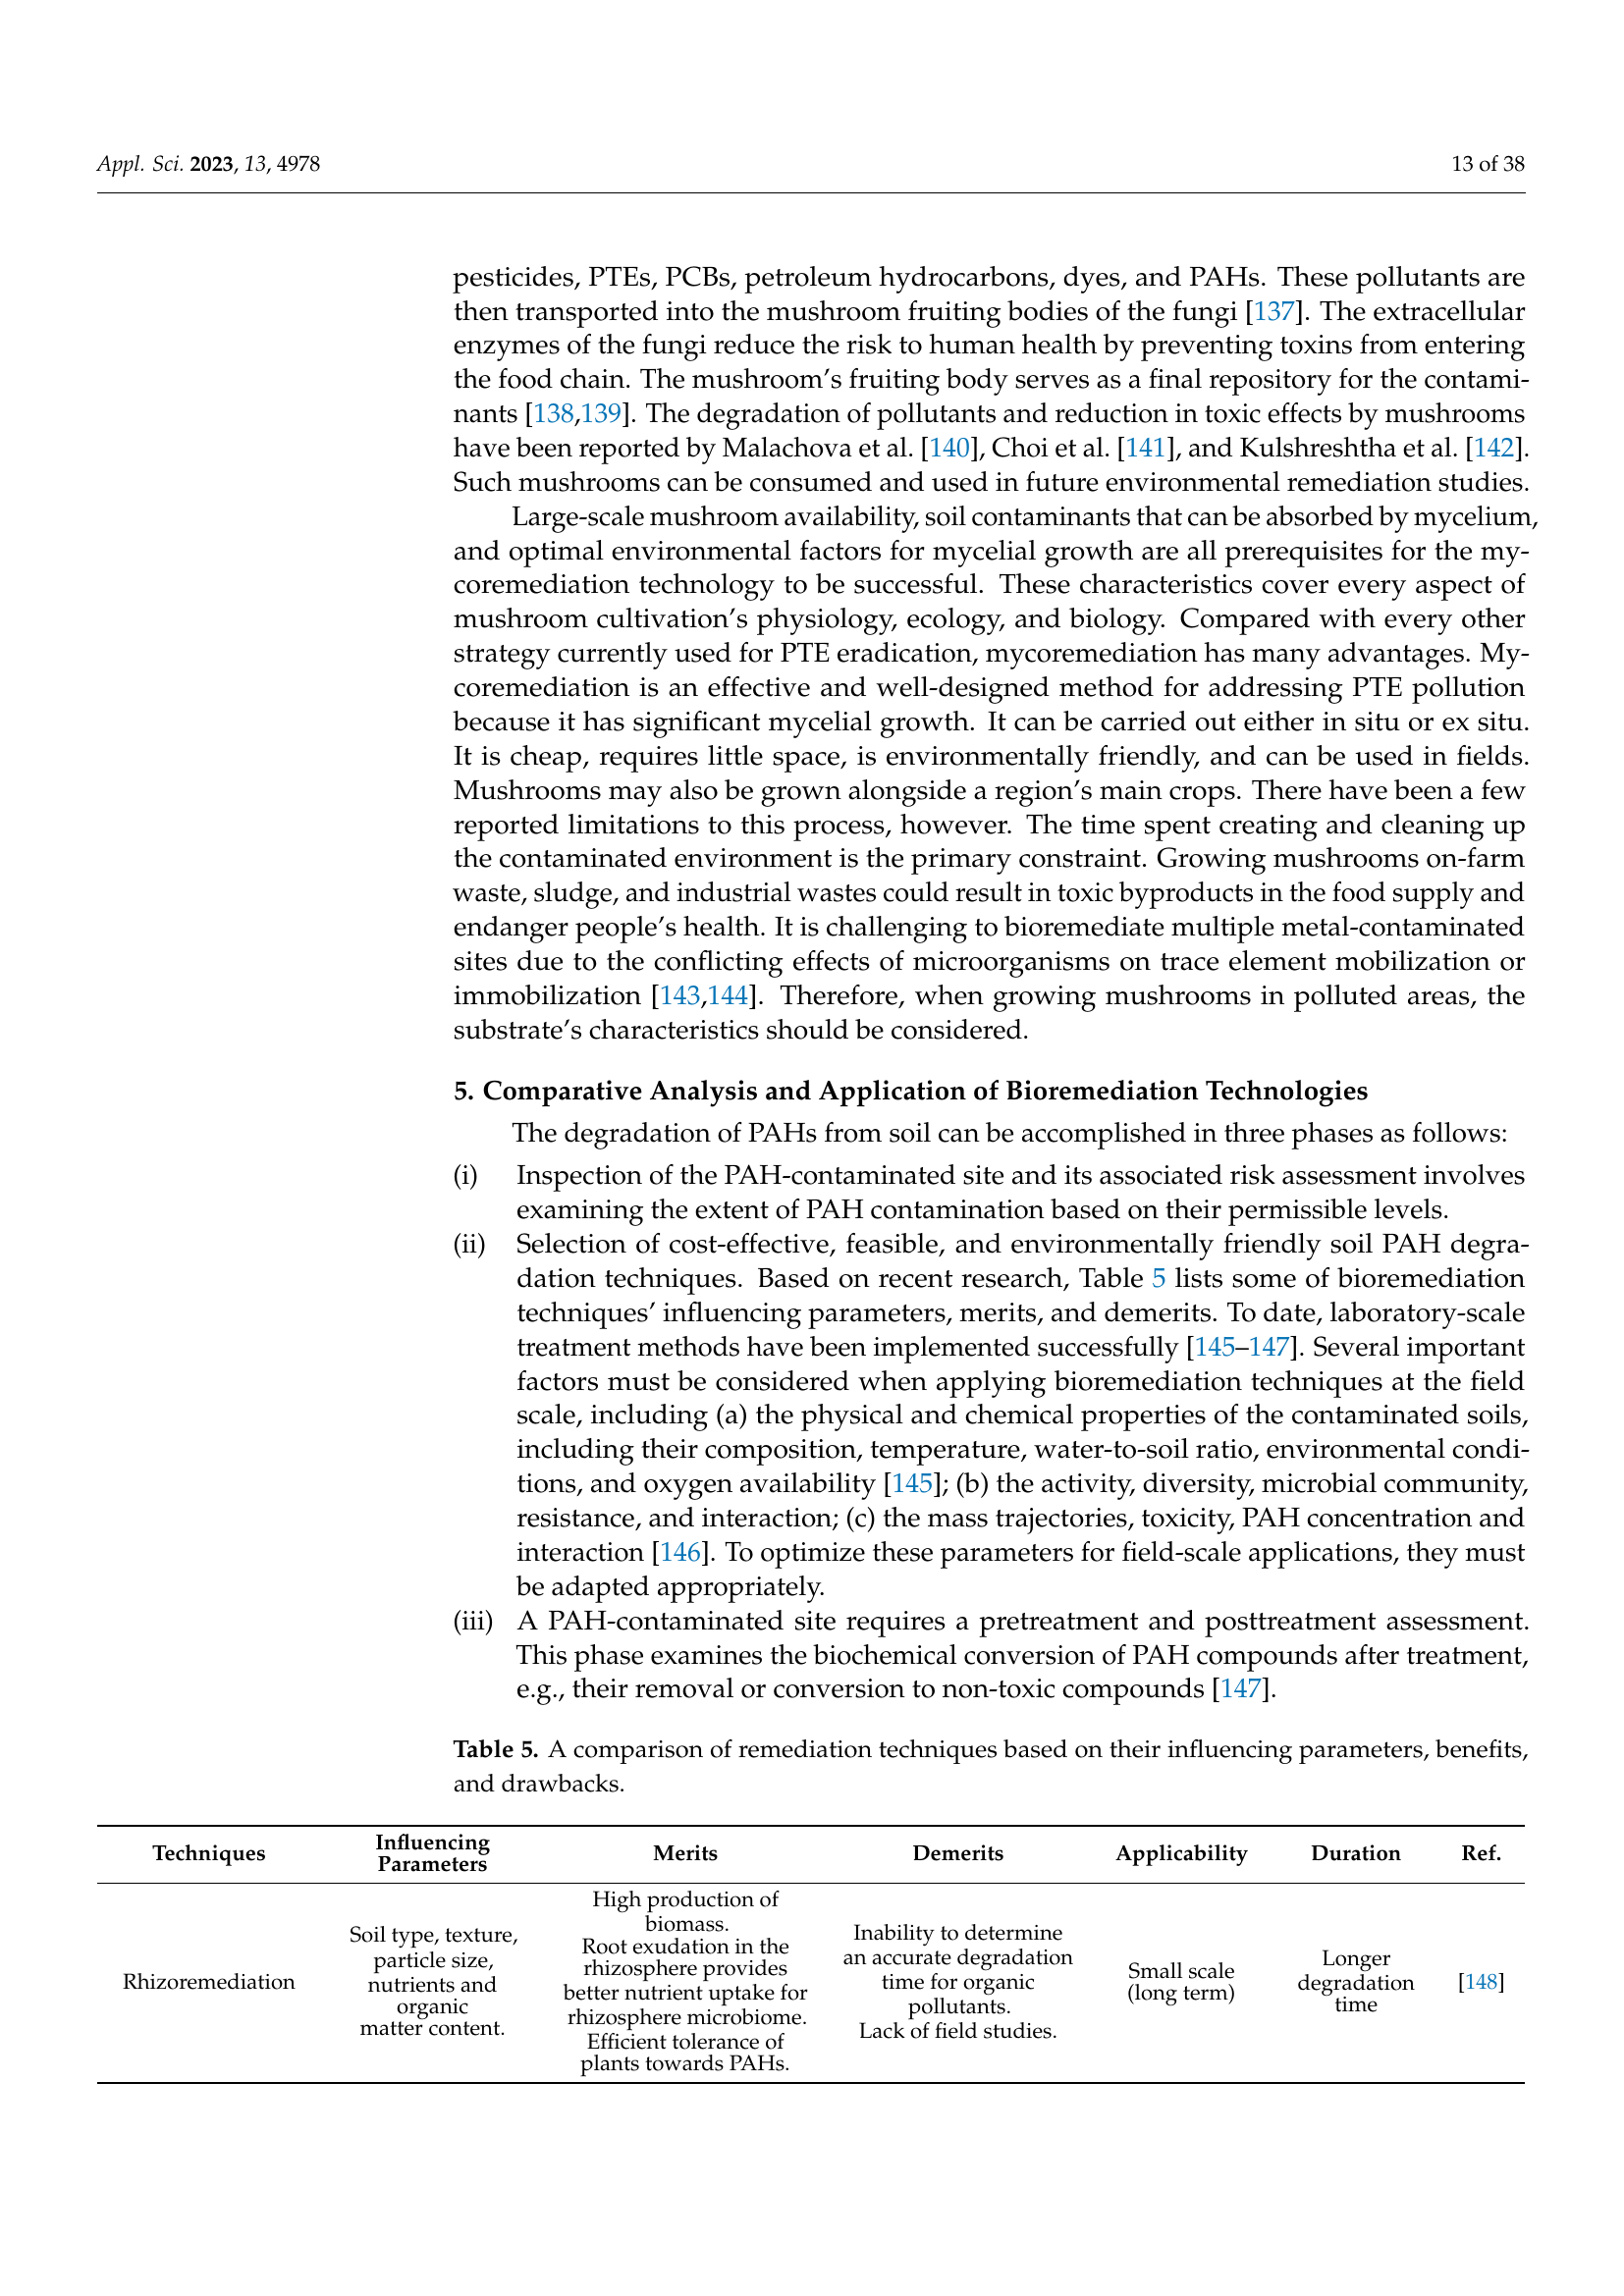 Appl. Sci. 2023, 13, 4978
13 of 38
pesticides, PTEs, PCBs, petroleum hydrocarbons, dyes, and PAHs. These pollutants are
then transported into the mushroom fruiting bodies of the fungi [137]. The extracellular
enzymes of the fungi reduce the risk to human health by preventing toxins from entering
the food chain. The mushroom's fruiting body serves as a final repository for the contami-
nants [138,139]. The degradation of pollutants and reduction in toxic effects by mushrooms
have been reported by Malachova et al. [140], Choi et al. [141], and Kulshreshtha et al. [142].
Such mushrooms can be consumed and used in future environmental remediation studies.
Large-scale mushroom availability, soil contaminants that can be absorbed by mycelium,
and optimal environmental factors for mycelial growth are all prerequisites for the my-
coremediation technology to be successful. These characteristics cover every aspect of
mushroom cultivation's physiology, ecology, and biology. Compared with every other
strategy currently used for PTE eradication, mycoremediation has many advantages. My-
coremediation is an effective and well-designed method for addressing PTE pollution
because it has significant mycelial growth. It can be carried out either in situ or ex situ.
It is cheap, requires little space, is environmentally friendly, and can be used in fields.
Mushrooms may also be grown alongside a region's main crops. There have been a few
reported limitations to this process, however. The time spent creating and cleaning up
the contaminated environment is the primary constraint. Growing mushrooms on-farm
waste, sludge, and industrial wastes could result in toxic byproducts in the food supply and
endanger people's health. It is challenging to bioremediate multiple metal-contaminated
sites due to the conflicting effects of microorganisms on trace element mobilization or
immobilization [143,144]. Therefore, when growing mushrooms in polluted areas, the
substrate's characteristics should be considered.
5. Comparative Analysis and Application of Bioremediation Technologies
The degradation of PAHs from soil can be accomplished in three phases as follows:
(i) Inspection of the PAH-contaminated site and its associated risk assessment involves
examining the extent of PAH contamination based on their permissible levels.
(ii) Selection of cost-effective, feasible, and environmentally friendly soil PAH degra-
dation techniques. Based on recent research, Table 5 lists some of bioremediation
techniques' influencing parameters, merits, and demerits. To date, laboratory-scale
treatment methods have been implemented successfully [145–147]. Several important
factors must be considered when applying bioremediation techniques at the field
scale, including (a) the physical and chemical properties of the contaminated soils,
including their composition, temperature, water-to-soil ratio, environmental condi-
tions, and oxygen availability [145]; (b) the activity, diversity, microbial community,
resistance, and interaction; (c) the mass trajectories, toxicity, PAH concentration and
interaction [146]. To optimize these parameters for field-scale applications, they must
be adapted appropriately.
(iii) A PAH-contaminated site requires a pretreatment and posttreatment assessment.
This phase examines the biochemical conversion of PAH compounds after treatment,
e.g., their removal or conversion to non-toxic compounds [147].
Table 5. A comparison of remediation techniques based on their influencing parameters, benefits,
and drawbacks.
Techniques
Influencing
Parameters
Merits
Demerits
Applicability
Duration
Ref.
Rhizoremediation
Soil type, texture,
particle size,
nutrients and
organic
matter content.
High production of
biomass.
Root exudation in the
rhizosphere provides
better nutrient uptake for
rhizosphere microbiome.
Efficient tolerance of
plants towards PAHs.
Inability to determine
an accurate degradation
time for organic
pollutants.
Lack of field studies.
Small scale
(long term)
Longer
degradation
time
[148]